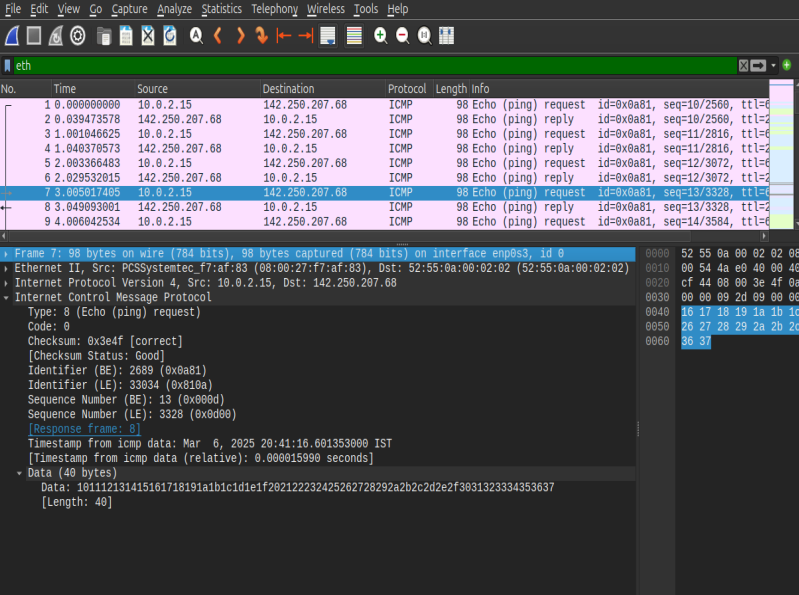 File Edit View Go Capture Analyze Statistics Telephony Wireless Tools Help
eth
No. Time Source Destination Protocol Length Info
1 0.000000000 10.0.2.15 142.250.207.68 ICMP 98 Echo (ping) request id=0x0a81, seq=10/2560, ttl=6
2 0.039473578 142.250.207.68 10.0.2.15 ICMP 98 Echo (ping) reply id=0x0a81, seq=10/2560, ttl=2
3 1.001046625 10.0.2.15 142.250.207.68 ICMP 98 Echo (ping) request id=0x0a81, seq=11/2816, ttl=6
4 1.040370573 142.250.207.68 10.0.2.15 ICMP 98 Echo (ping) reply id=0x0a81, seq=11/2816, ttl=2
5 2.003366483 10.0.2.15 142.250.207.68 ICMP 98 Echo (ping) request id=0x0a81, seq=12/3072, ttl=6
6 2.029532015 142.250.207.68 10.0.2.15 ICMP 98 Echo (ping) reply id=0x0a81, seq=12/3072, ttl=2
7 3.005017405 10.0.2.15 142.250.207.68 ICMP 98 Echo (ping) request id=0x0a81, seq=13/3328, ttl=6
8 3.049093001 142.250.207.68 10.0.2.15 ICMP 98 Echo (ping) reply id=0x0a81, seq=13/3328, ttl=2
9 4.006042534 10.0.2.15 142.250.207.68 ICMP 98 Echo (ping) request id=0x0a81, seq=14/3584, ttl=6
Frame 7: 98 bytes on wire (784 bits), 98 bytes captured (784 bits) on interface enp0s3, id 0
Ethernet II, Src: PCSSystemtec_f7:af:83 (08:00:27:f7:af:83), Dst: 52:55:0a:00:02:02 (52:55:0a:00:02:02)
Internet Protocol Version 4, Src: 10.0.2.15, Dst: 142.250.207.68
Internet Control Message Protocol
Type: 8 (Echo (ping) request)
Code: 0
Checksum: 0x3e4f [correct]
[Checksum Status: Good]
Identifier (BE): 2689 (0x0a81)
Identifier (LE): 33034 (0x810a)
Sequence Number (BE): 13 (0x000d)
Sequence Number (LE): 3328 (0x0d00)
[Response frame: 8]
Timestamp from icmp data: Mar  6, 2025 20:41:16.601353000 IST
[Timestamp from icmp data (relative): 0.000015990 seconds]
Data (40 bytes)
Data: 101112131415161718191a1b1c1d1e1f202122232425262728292a2b2c2d2e2f3031323334353637
[Length: 40]
0000 52 55 0a 00 02 02 08
0010 00 54 4a e0 40 00 40
0020 cf 44 08 00 3e 4f 0a
0030 00 00 09 2d 09 00 00
0040 16 17 18 19 1a 1b 1c
0050 26 27 28 29 2a 2b 2c
0060 36 37